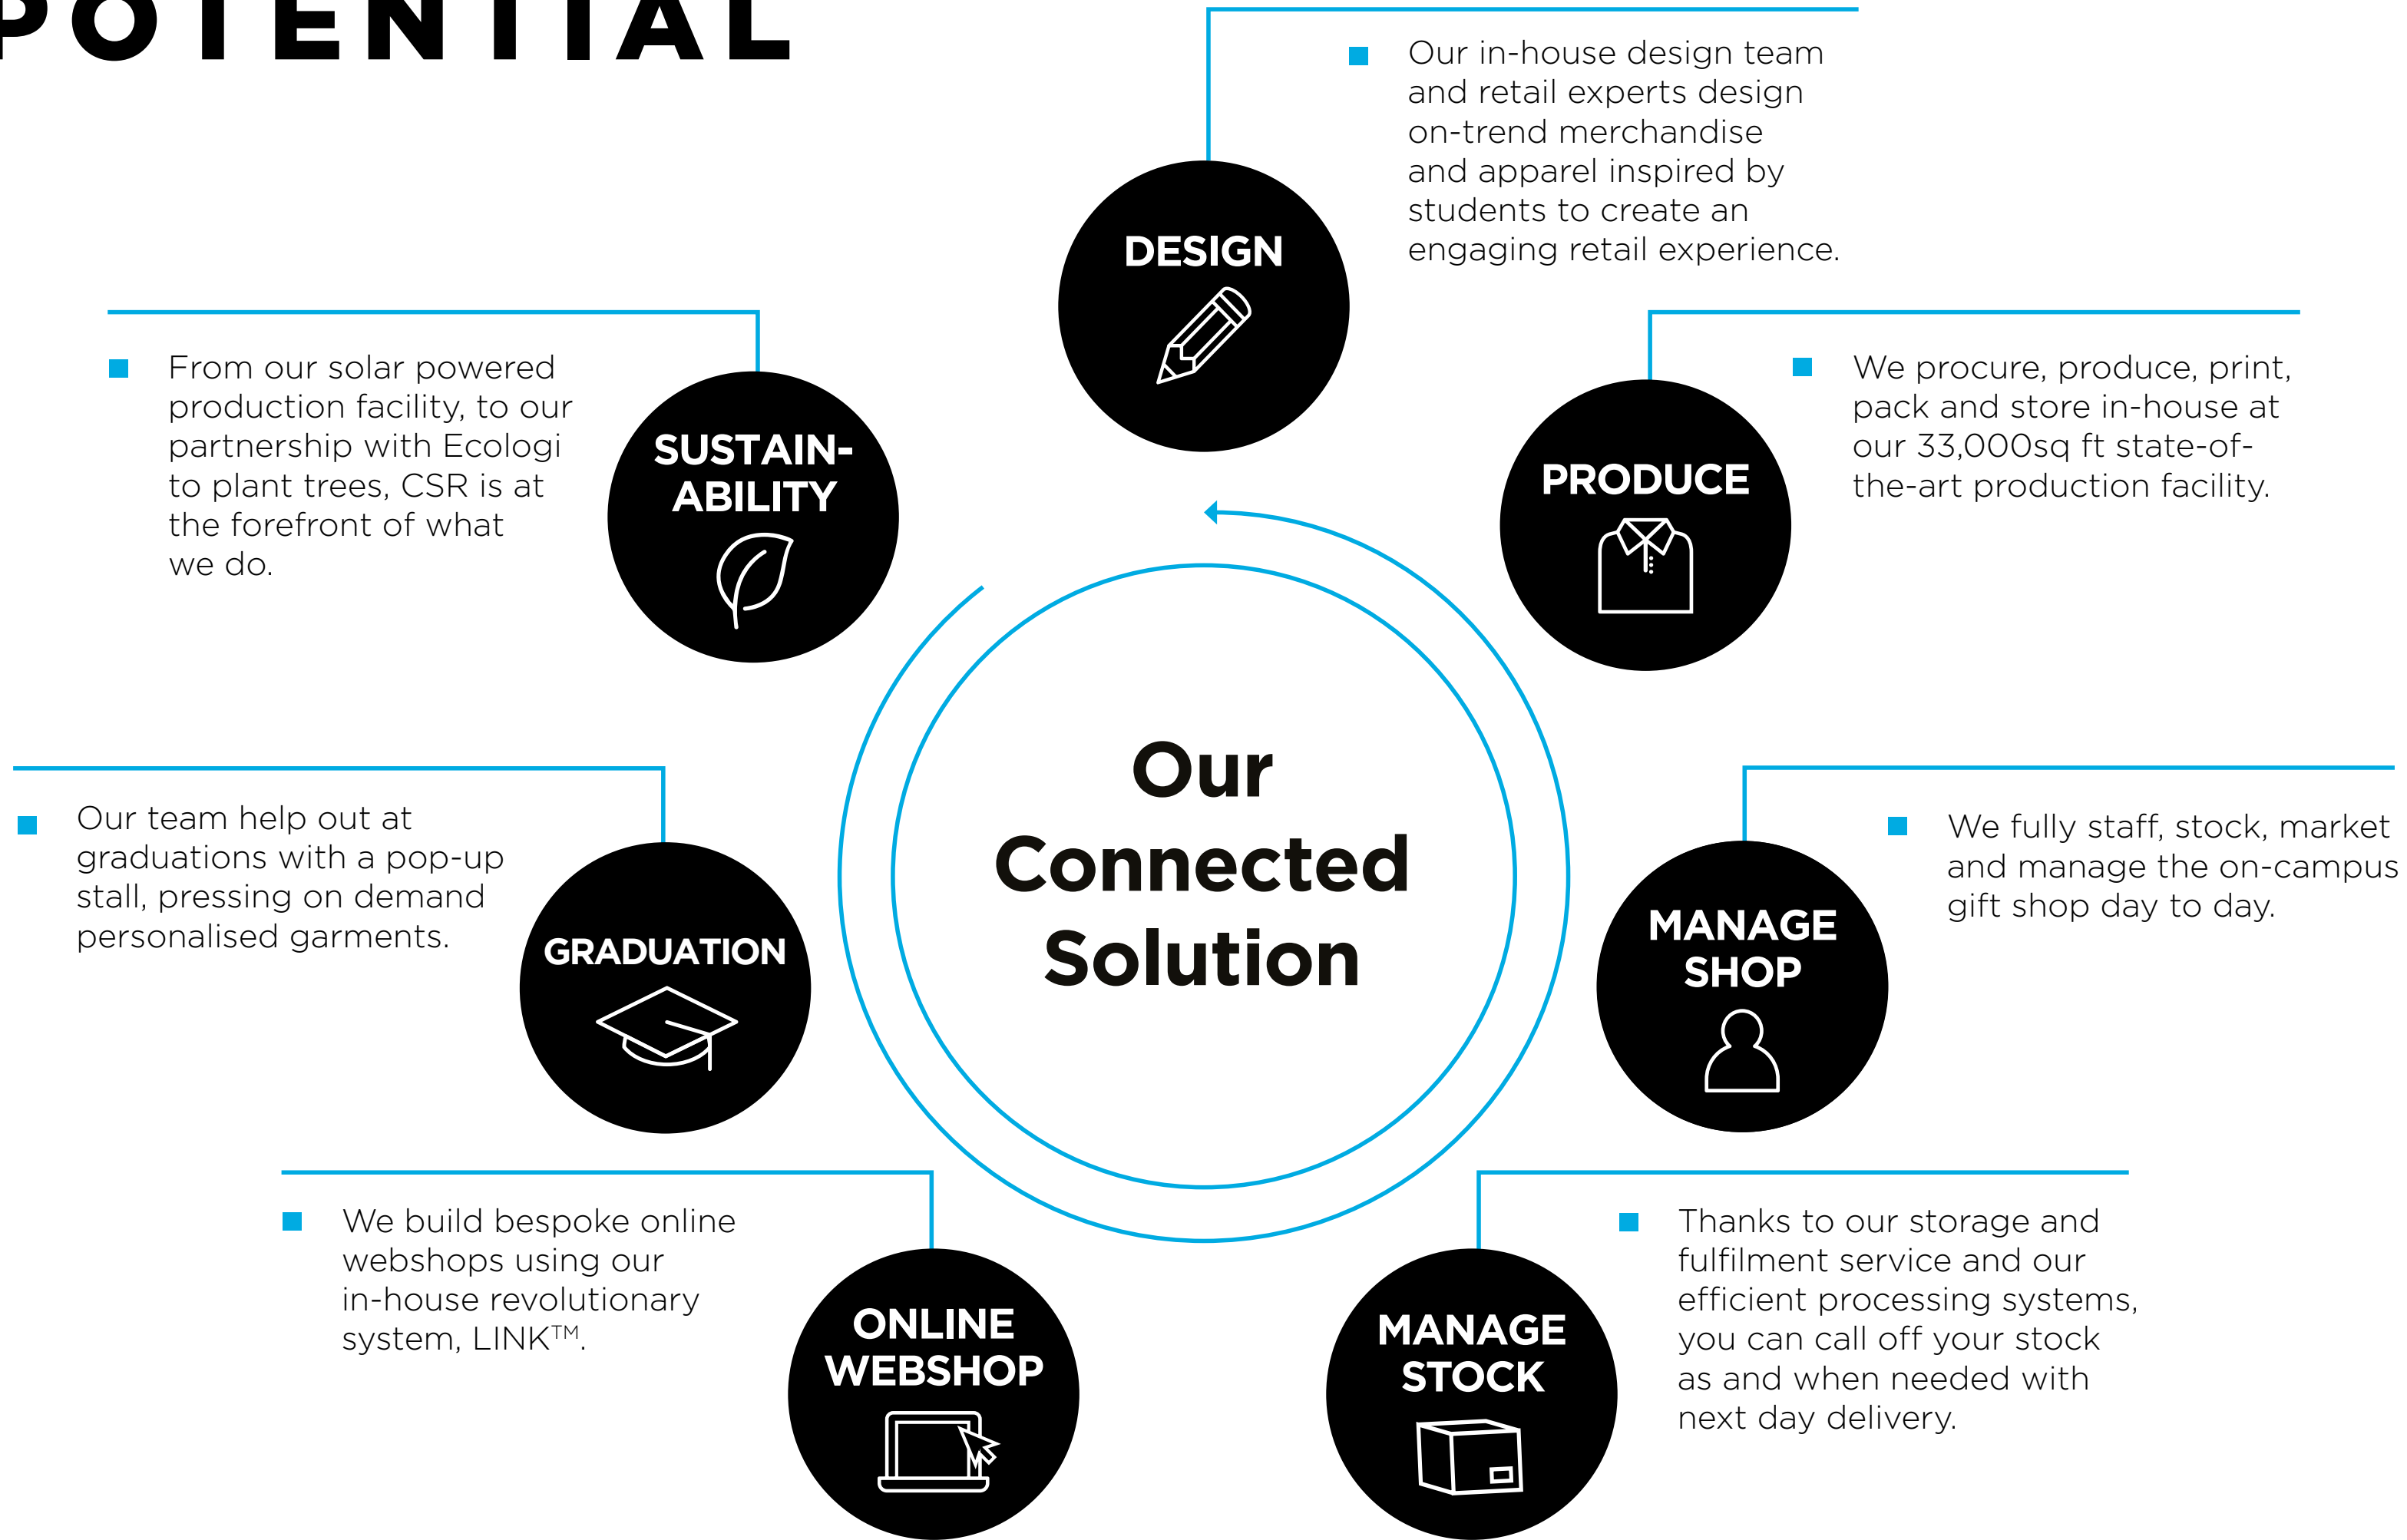 POTENTIAL
Our in-house design team
and retail experts design
on-trend merchandise
and apparel inspired by
students to create an
engaging retail experience.
DESIGN
From our solar powered
production facility, to our
partnership with Ecologi
to plant trees, CSR is at
the forefront of what
we do.
SUSTAIN-
ABILITY
We procure, produce, print,
pack and store in-house at
our 33,000sq ft state-of-
the-art production facility.
PRODUCE
Our
Connected
Solution
Our team help out at
graduations with a pop-up
stall, pressing on demand
personalised garments.
GRADUATION
We fully staff, stock, market
and manage the on-campus
gift shop day to day.
MANAGE
SHOP
We build bespoke online
webshops using our
in-house revolutionary
system, LINK™.
ONLINE
WEBSHOP
Thanks to our storage and
fulfilment service and our
efficient processing systems,
you can call off your stock
as and when needed with
next day delivery.
MANAGE
STOCK